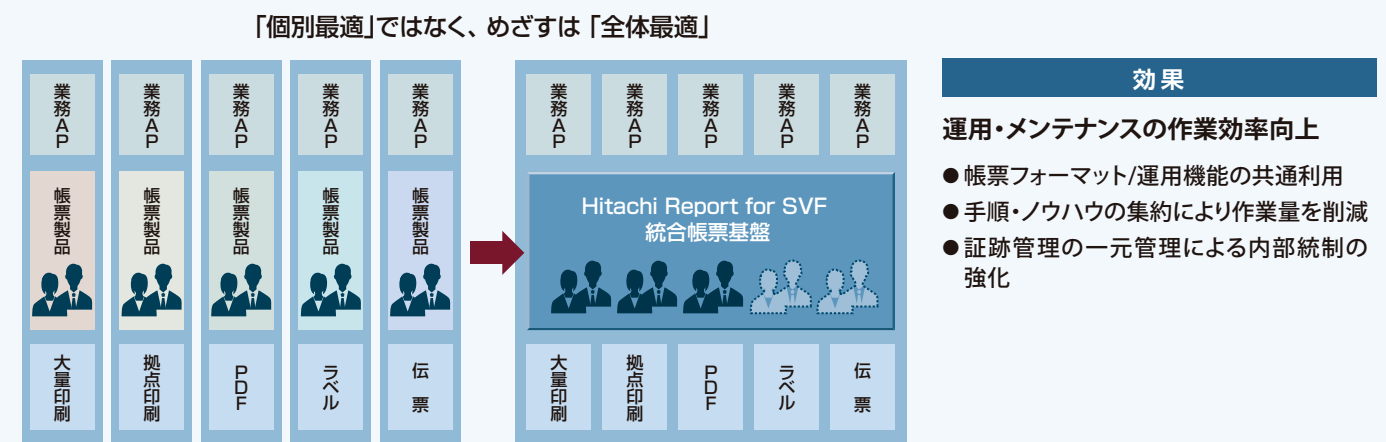 「個別最適」ではなく、めざすは「全体最適」
業務AP
業務AP
業務AP
業務AP
業務AP
帳票製品
帳票製品
帳票製品
帳票製品
帳票製品
大量印刷
拠点印刷
PDF
ラベル
伝票
業務AP
業務AP
業務AP
業務AP
業務AP
Hitachi Report for SVF
統合帳票基盤
大量印刷
拠点印刷
PDF
ラベル
伝票
効果
運用・メンテナンスの作業効率向上
●帳票フォーマット/運用機能の共通利用
●手順・ノウハウの集約により作業量を削減
●証跡管理の一元管理による内部統制の
強化